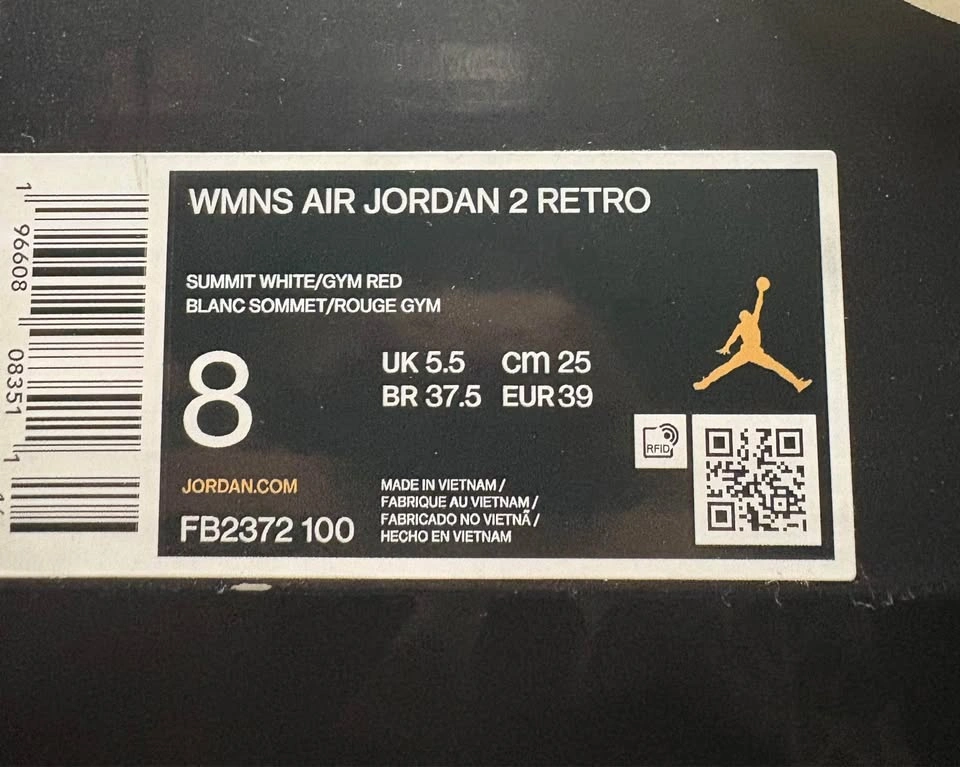 WMNS AIR JORDAN 2 RETRO
SUMMIT WHITE/GYM RED
BLANC SOMMET/ROUGE GYM
8
UK 5.5 cm 25
BR 37.5 EUR 39
RFID
JORDAN.COM
FB2372 100
MADE IN VIETNAM /
FABRIQUE AU VIETNAM /
FABRICADO NO VIETNÃ /
HECHO EN VIETNAM
1 96608 08351 1